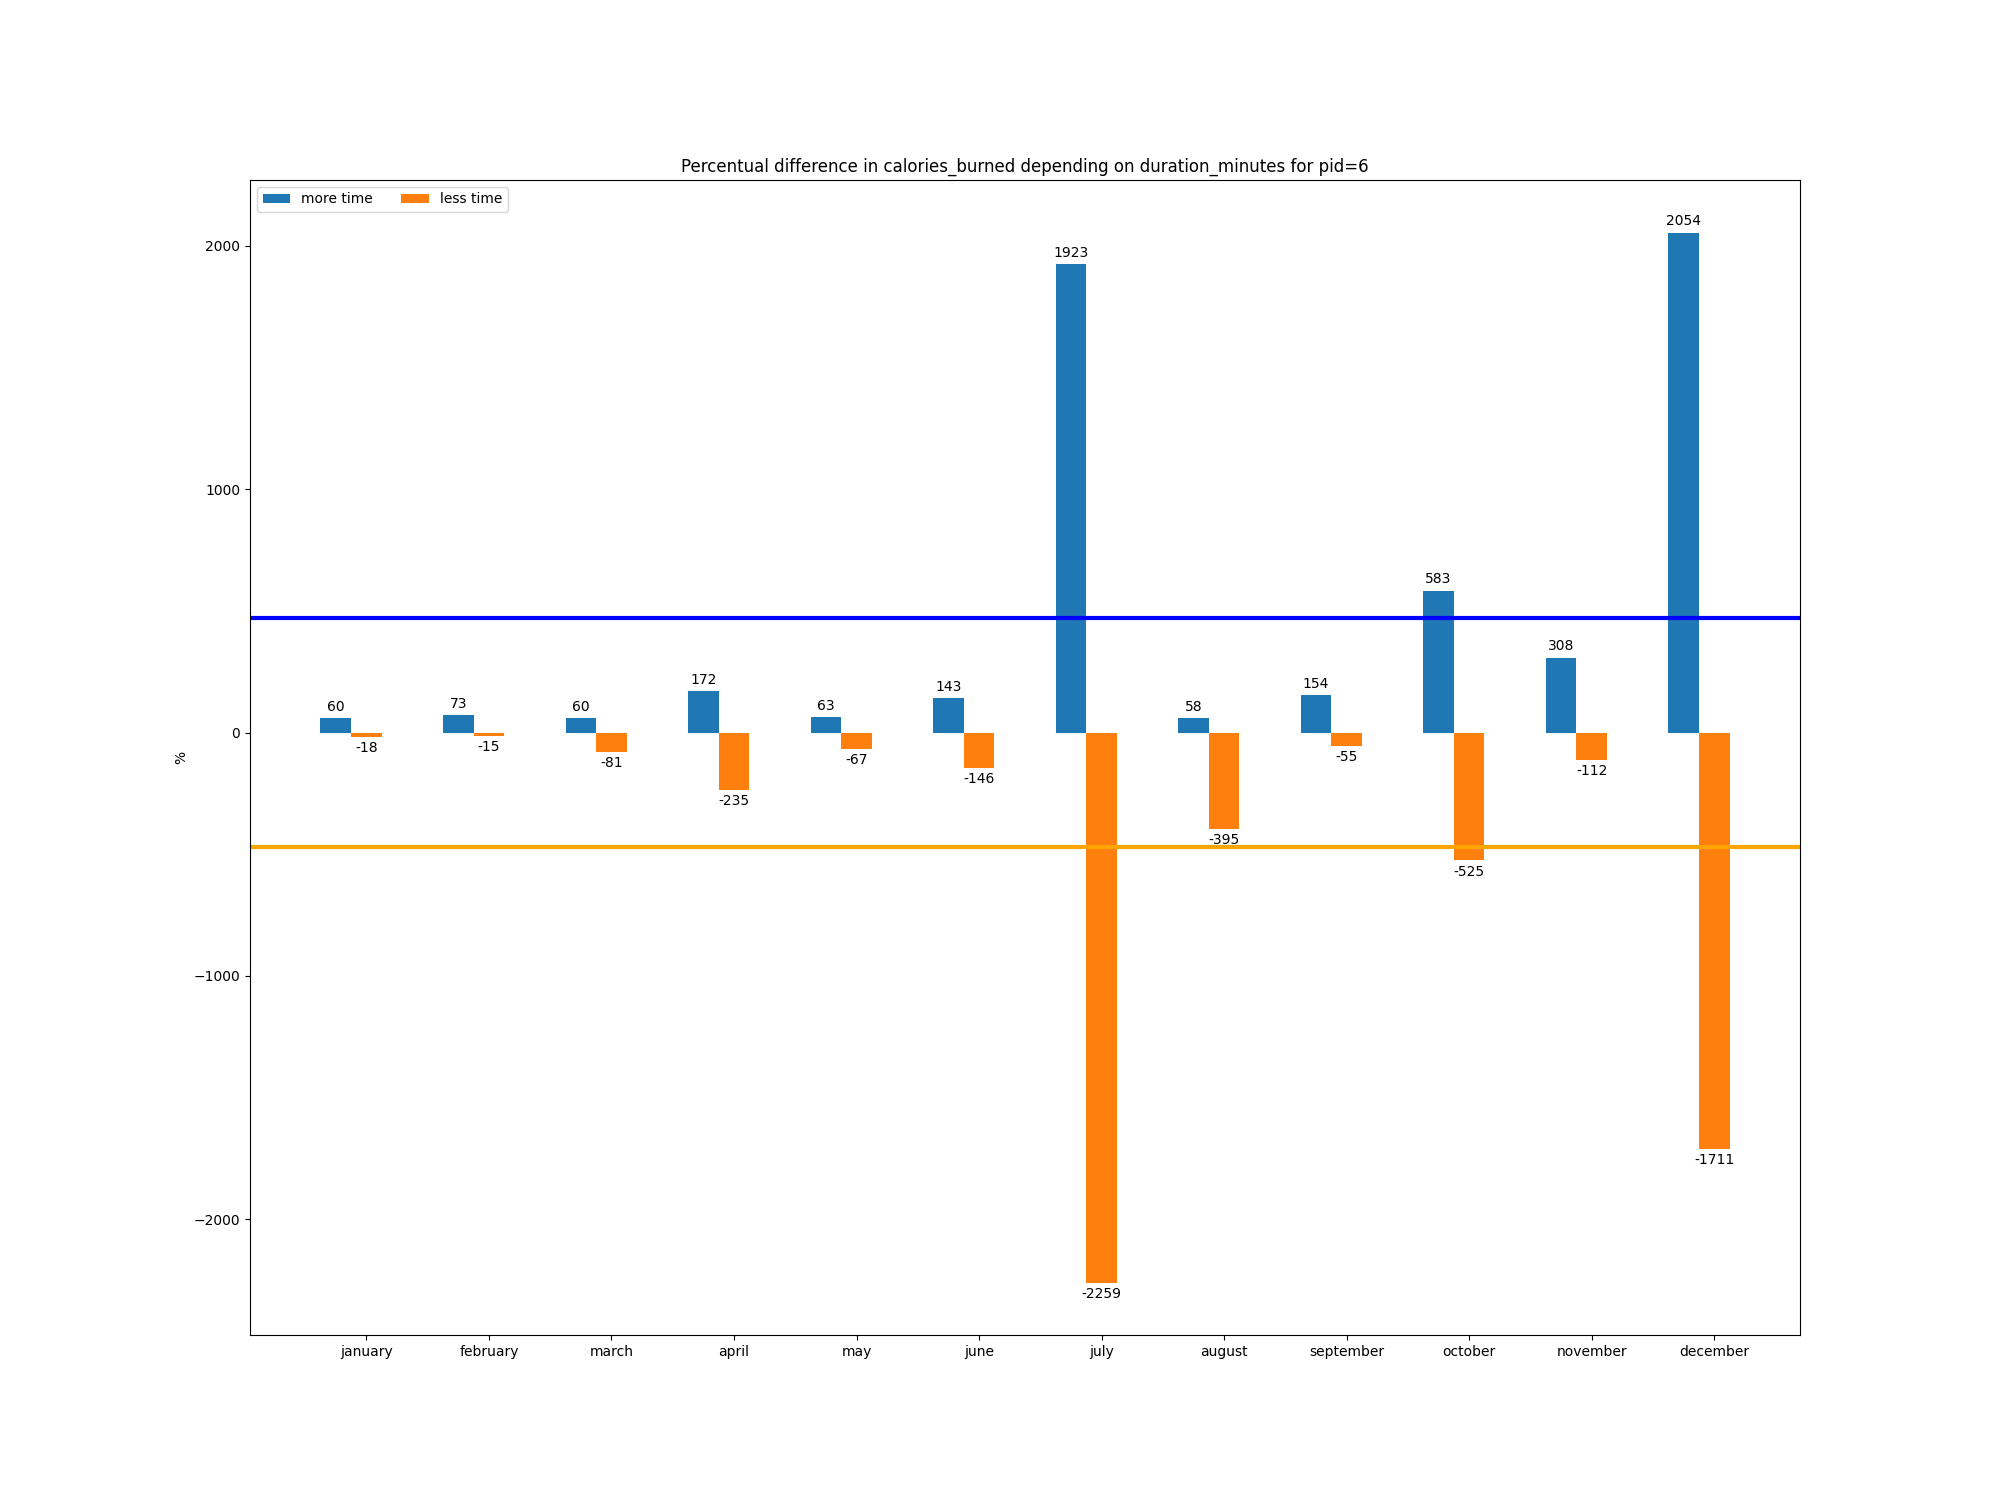 Percentual difference in calories_burned depending on duration_minutes for pid=6
more time less time
2000
1000
0
−1000
−2000
%
60 73 60 172 63 143 1923 58 154 583 308 2054
-18 -15 -81 -235 -67 -146 -2259 -395 -55 -525 -112 -1711
january february march april may june july august september october november december